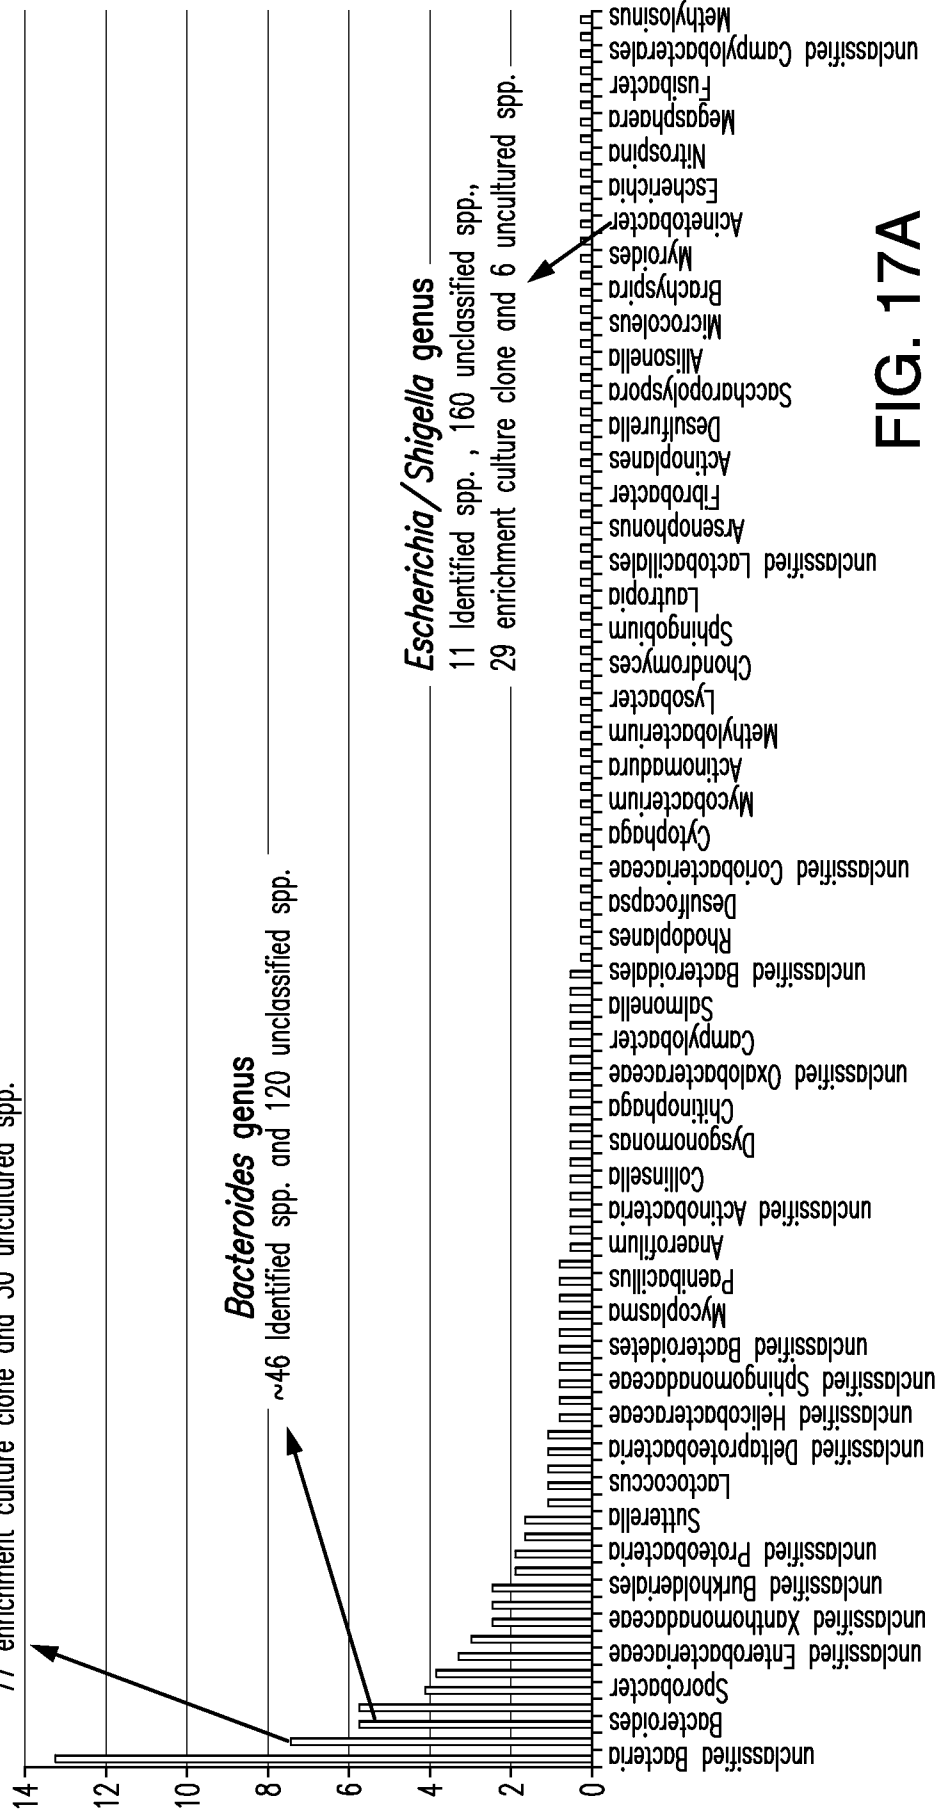 enrichment culture clone and uncultured spp.
14
12
10
8
6
4
2
0
Bacteroides genus
~46 Identified spp. and 120 unclassified spp.
Escherichia/Shigella genus
11 Identified spp. , 160 unclassified spp.,
29 enrichment culture clone and 6 uncultured spp.
unclassified Bacteria
Bacteroides
Sporobacter
unclassified Enterobacteriaceae
unclassified Xanthomonadaceae
unclassified Burkholderiales
unclassified Proteobacteria
Sutterella
Lactococcus
unclassified Deltaproteobacteria
unclassified Helicobacteraceae
unclassified Sphingomonadaceae
unclassified Bacteroidetes
Mycoplasma
Paenibacillus
Anaerofilum
unclassified Actinobacteria
Collinsella
Dysgonomonas
Chitinophaga
unclassified Oxalobacteraceae
Campylobacter
Salmonella
unclassified Bacteroidales
Rhodoplanes
Desulfocapsa
unclassified Coriobacteriaceae
Cytophaga
Mycobacterium
Actinomadura
Methylobacterium
Lysobacter
Chondromyces
Sphingobium
Lautropia
unclassified Lactobacillales
Arsenophonus
Fibrobacter
Actinoplanes
Desulfurella
Saccharopolyspora
Allisonella
Microcoleus
Brachyspira
Myroides
Acinetobacter
Escherichia
Nitrospina
Megasphaera
Fusibacter
unclassified Campylobacterales
Methylosinus
FIG. 17A